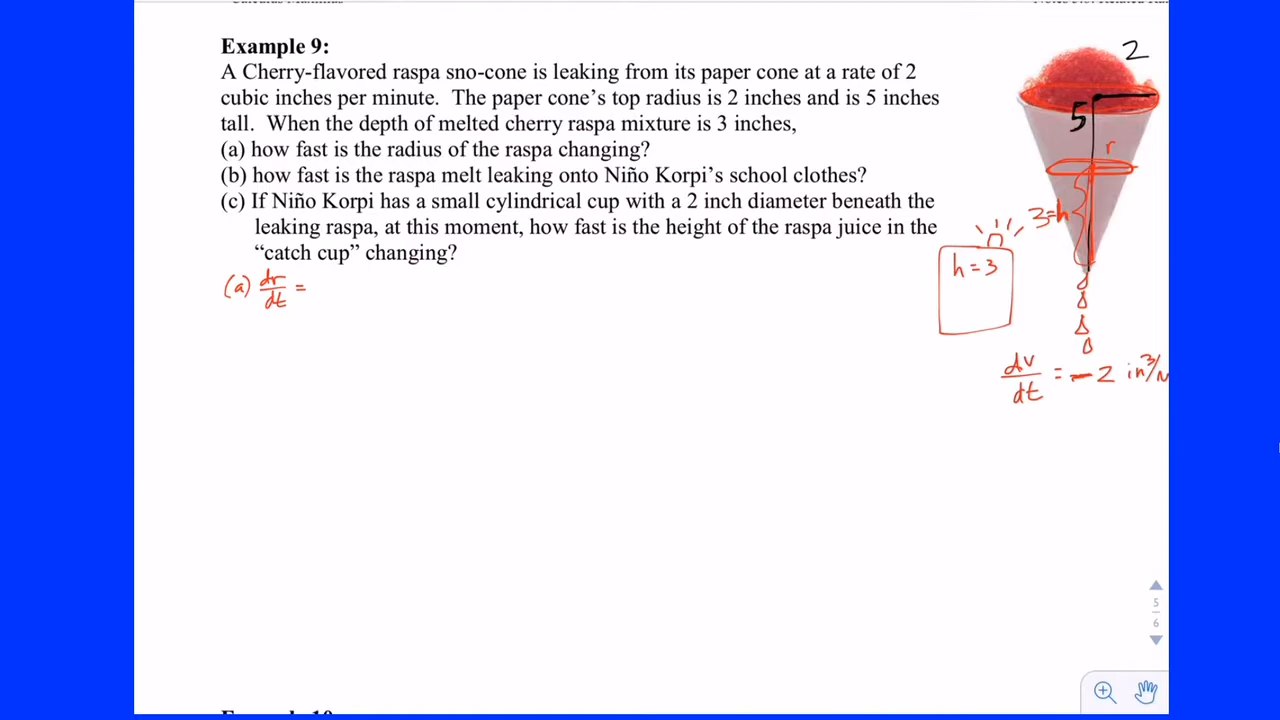 Example 9:
A Cherry-flavored raspa sno-cone is leaking from its paper cone at a rate of 2
cubic inches per minute. The paper cone's top radius is 2 inches and is 5 inches
tall. When the depth of melted cherry raspa mixture is 3 inches,
(a) how fast is the radius of the raspa changing?
(b) how fast is the raspa melt leaking onto Niño Korpi's school clothes?
(c) If Niño Korpi has a small cylindrical cup with a 2 inch diameter beneath the
leaking raspa, at this moment, how fast is the height of the raspa juice in the
“catch cup” changing?
(a) dr/dt =
2
5
r
3=h
h = 3
dV/dt = -2 in³/
5
6